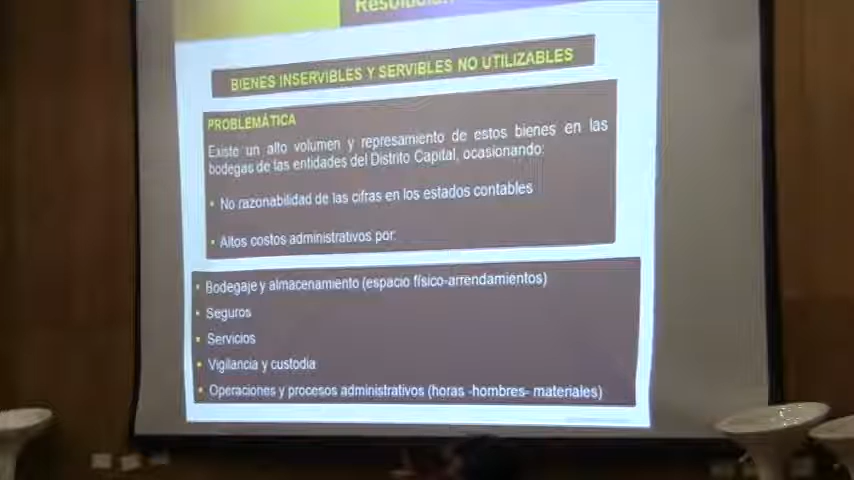 BIENES INSERVIBLES Y SERVIBLES NO UTILIZABLES
PROBLEMÁTICA
Existe un alto volumen y represamiento de estos bienes en las
bodegas de las entidades del Distrito Capital, ocasionando:
• No razonabilidad de las cifras en los estados contables
• Altos costos administrativos por:
• Bodegaje y almacenamiento (espacio físico-arrendamientos)
• Seguros
• Servicios
• Vigilancia y custodia
• Operaciones y procesos administrativos (horas -hombres- materiales)